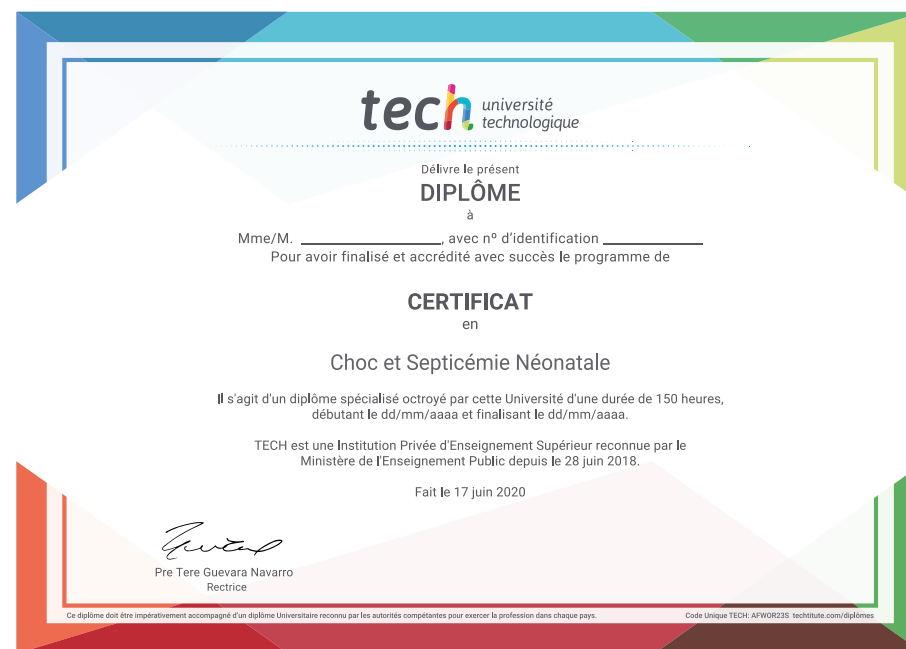 tech université
technologique
Délivre le présent
DIPLÔME
à
Mme/M. ____________________, avec nº d'identification ______________
Pour avoir finalisé et accrédité avec succès le programme de
CERTIFICAT
en
Choc et Septicémie Néonatale
Il s'agit d'un diplôme spécialisé octroyé par cette Université d'une durée de 150 heures,
débutant le dd/mm/aaaa et finalisant le dd/mm/aaaa.
TECH est une Institution Privée d'Enseignement Supérieur reconnue par le
Ministère de l'Enseignement Public depuis le 28 juin 2018.
Fait le 17 juin 2020
Pre Tere Guevara Navarro
Rectrice
Ce diplôme doit être impérativement accompagné d'un diplôme Universitaire reconnu par les autorités compétantes pour exercer la profession dans chaque pays. Code Unique TECH: AFWOR23S techtitute.com/diplômes